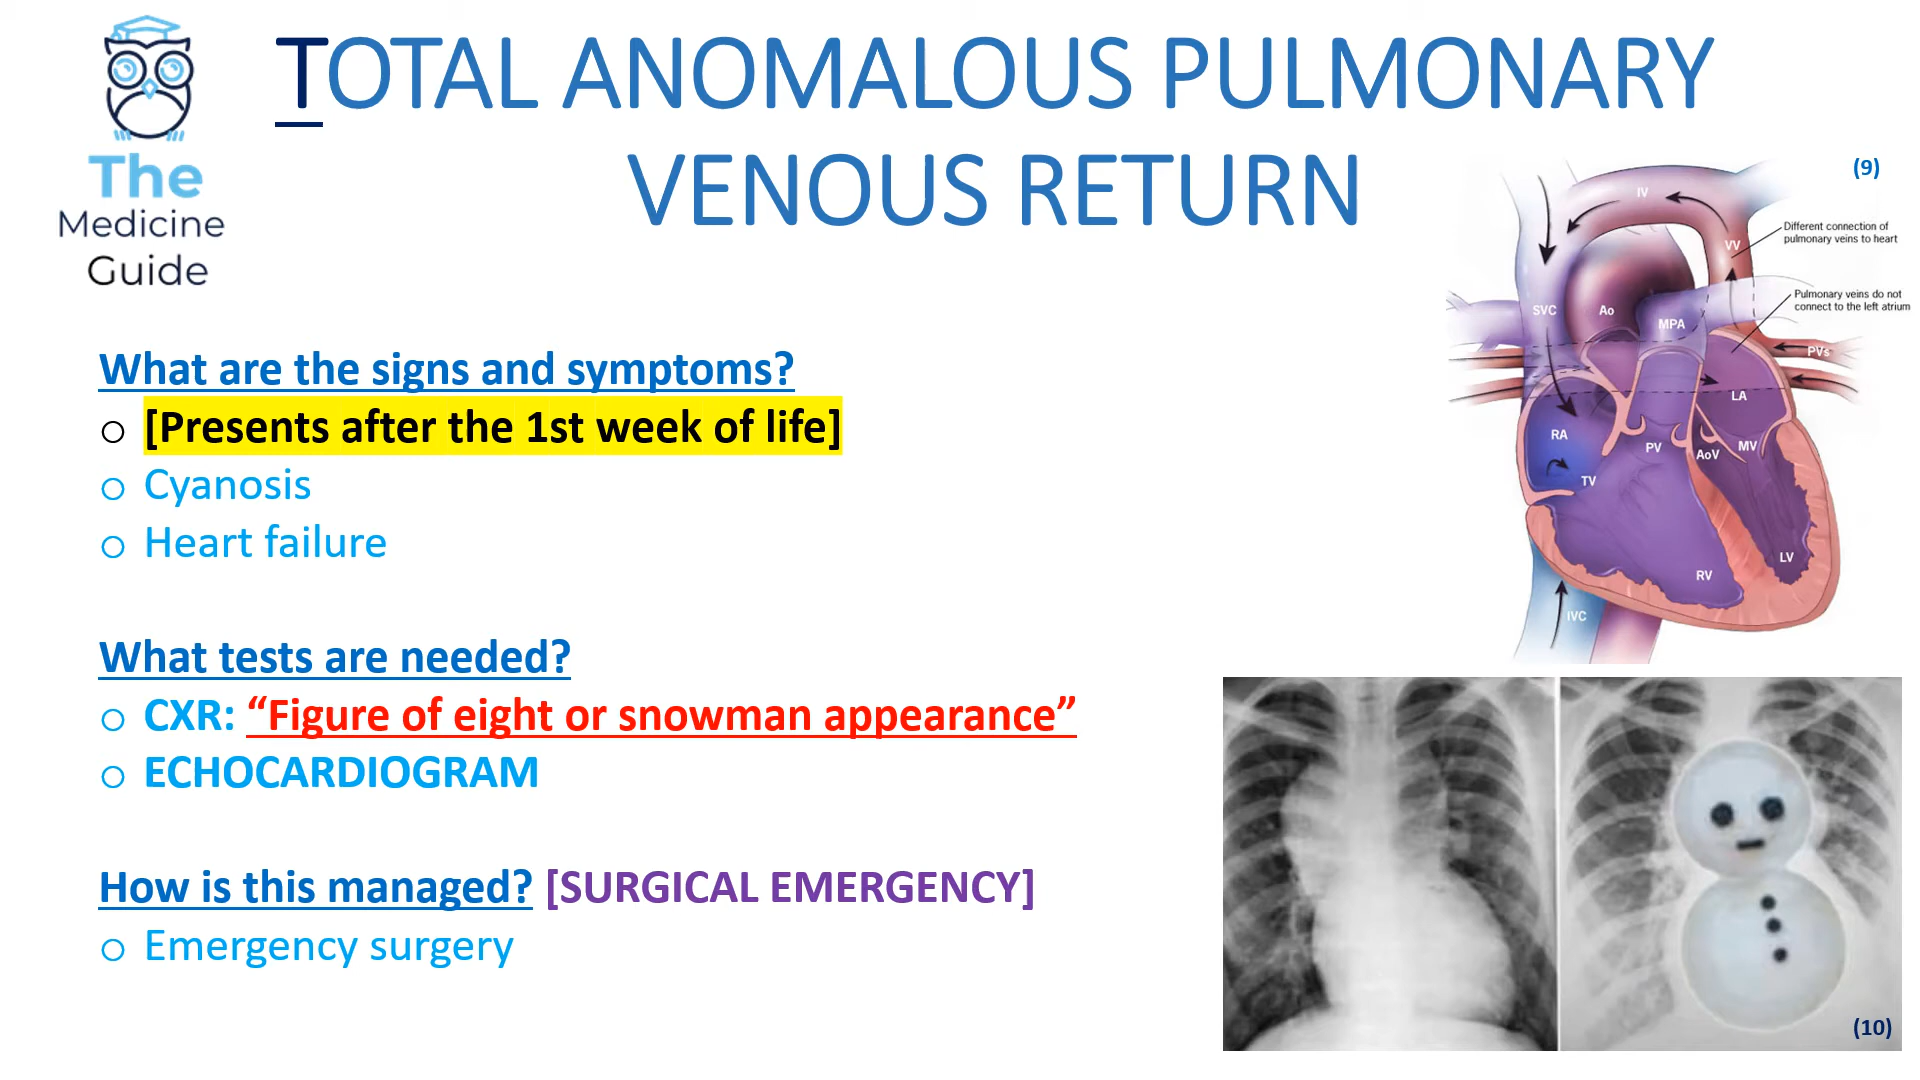 The
Medicine
Guide
TOTAL ANOMALOUS PULMONARY
VENOUS RETURN
What are the signs and symptoms?
[Presents after the 1st week of life]
Cyanosis
Heart failure
What tests are needed?
CXR: “Figure of eight or snowman appearance”
ECHOCARDIOGRAM
How is this managed? [SURGICAL EMERGENCY]
Emergency surgery
(9)
IV
Different connection of
pulmonary veins to heart
VV
Pulmonary veins do not
connect to the left atrium
SVC
Ao
MPA
PVs
LA
RA
PV
AoV
MV
TV
LV
RV
IVC
(10)